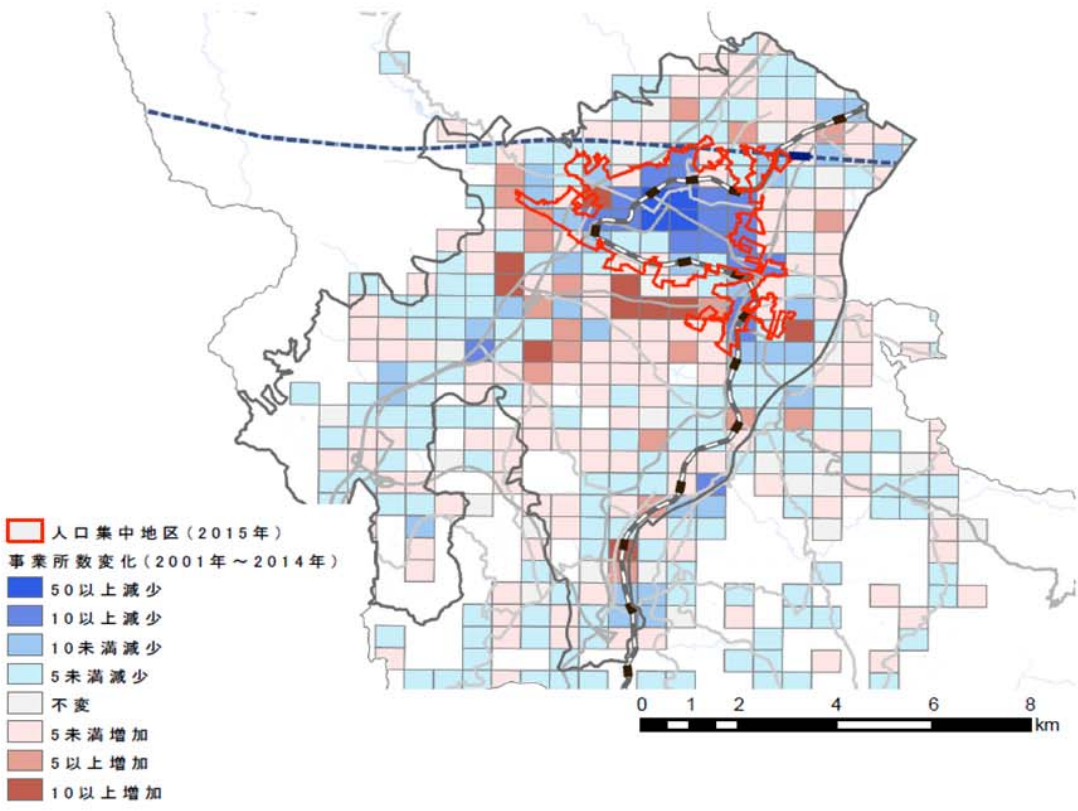 人口集中地区(2015年)
事業所数変化(2001年～2014年)
50以上減少
10以上減少
10未満減少
5未満減少
不変
5未満増加
5以上増加
10以上増加
0 1 2 4 6 8
km